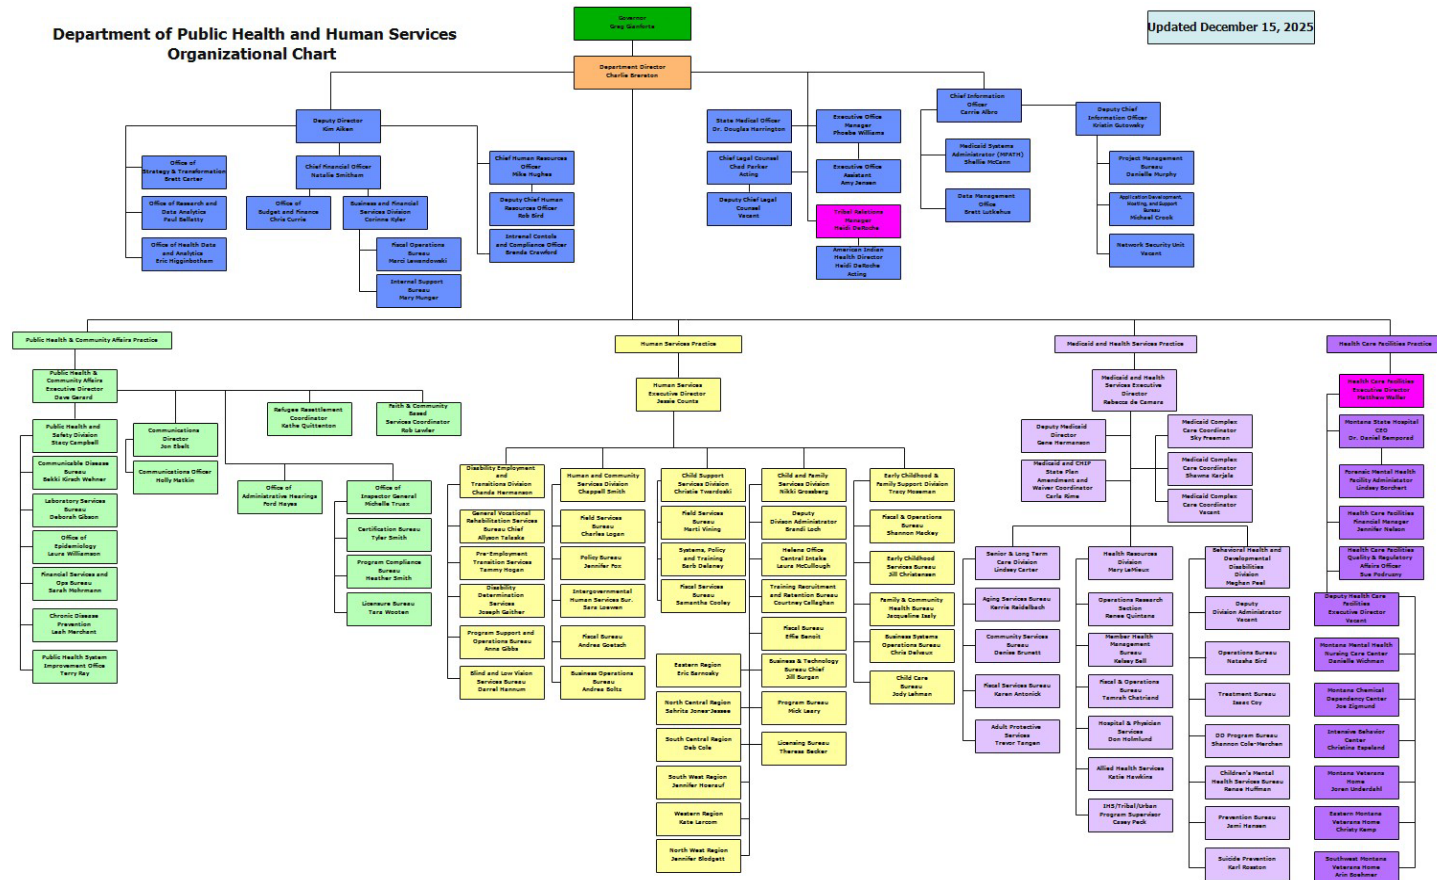 Department of Public Health and Human Services
Organizational Chart
Governor
Greg Gianforte
Updated December 15, 2025
Department Director
Charlie Brereton
Deputy Director
Kim Aiken
Office of
Strategy & Transformation
Brett Carter
Office of Research and
Data Analytics
Paul Bellatty
Office of Health Data
and Analytics
Eric Higginbotham
Chief Financial Officer
Natalie Smitham
Office of
Budget and Finance
Chris Currie
Business and Financial
Services Division
Corinne Kyler
Fiscal Operations
Bureau
Marci Lewandowski
Internal Support
Bureau
Mary Munger
Chief Human Resources
Officer
Mike Hughes
Deputy Chief Human
Resources Officer
Rob Bird
and Compliance Officer
Brenda Crawford
State Medical Officer
Dr. Douglas Harrington
Chief Legal Counsel
Chad Parker
Acting
Deputy Chief Legal
Counsel
Vacant
Executive Office
Manager
Phoebe Williams
Executive Office
Assistant
Amy Jensen
Tribal Relations
Manager
Heidi DeRoche
American Indian
Health Director
Heidi DeRoche
Acting
Chief Information
Officer
Carrie Albro
Medicaid Systems
Administrator (MPATH)
Shellie McCann
Data Management
Office
Brett Lutkehus
Deputy Chief
Information Officer
Kristin Gutowsky
Project Management
Bureau
Danielle Murphy
Application Development,
Hosting, and Support
Bureau
Michael Crook
Network Security Unit
Vacant
Public Health & Community Affairs Practice
Public Health &
Community Affairs
Executive Director
Dave Gerard
Public Health and
Safety Division
Stacy Campbell
Communicable Disease
Bureau
Bekki Kirsch Wehner
Laboratory Services
Bureau
Deborah Gibson
Office of
Epidemiology
Laura Williamson
Financial Services and
Ops Bureau
Sarah Mohrmann
Chronic Disease
Prevention
Leah Merchant
Public Health System
Improvement Office
Terry Ray
Communications
Director
Jon Ebelt
Communications Officer
Holly Matkin
Refugee Resettlement
Coordinator
Kathe Quittenton
Faith & Community
Based
Services Coordinator
Rob Lawler
Office of
Administrative Hearings
Ford Hayes
Office of
Inspector General
Michelle Truax
Certification Bureau
Tyler Smith
Program Compliance
Bureau
Heather Smith
Licensure Bureau
Tara Wooten
Human Services Practice
Human Services
Executive Director
Jessie Counts
Disability Employment
and
Transitions Division
Chanda Hermanson
General Vocational
Rehabilitation Services
Bureau Chief
Allyson Talaska
Pre-Employment
Transition Services
Tammy Hogan
Disability
Determination
Services
Joseph Gaither
Program Support and
Operations Bureau
Anna Gibbs
Blind and Low Vision
Services Bureau
Darrel Hannum
Human and Community
Services Division
Chappell Smith
Field Services
Bureau
Charles Logan
Policy Bureau
Jennifer Fox
Intergovernmental
Human Services Bur.
Sara Loewen
Fiscal Bureau
Andrea Goetsch
Business Operations
Bureau
Andrea Boltz
Child Support
Services Division
Christie Twardoski
Field Services
Bureau
Marti Vining
Systems, Policy
and Training
Barb Delaney
Fiscal Services
Bureau
Samantha Cooley
Child and Family
Services Division
Nikki Grossberg
Deputy
Divison Administrator
Brandi Loch
Helena Office
Central Intake
Laura McCullough
Training Recruitment
and Retention Bureau
Courtney Callaghan
Fiscal Bureau
Effie Benoit
Business & Technology
Bureau Chief
Jill Burgan
Program Bureau
Mick Leary
Licensing Bureau
Theresa Becker
Eastern Region
Eric Barnosky
North Central Region
Sahrita Jones-Jessee
South Central Region
Deb Cole
South West Region
Jennifer Hoerauf
Western Region
Kate Larcom
North West Region
Jennifer Blodgett
Early Childhood &
Family Support Division
Tracy Moseman
Fiscal & Operations
Bureau
Shannon Mackey
Early Childhood
Services Bureau
Jill Christensen
Family & Community
Health Bureau
Jacqueline Isaly
Business Systems
Operations Bureau
Chris Delvaux
Child Care
Bureau
Jody Lehman
Medicaid and Health Services Practice
Medicaid and Health
Services Executive
Director
Rebecca de Camara
Deputy Medicaid
Director
Gene Hermanson
Medicaid and CHIP
State Plan
Amendment and
Waiver Coordinator
Carla Rime
Medicaid Complex
Care Coordinator
Sky Freeman
Medicaid Complex
Care Coordinator
Shawna Karjala
Medicaid Complex
Care Coordinator
Vacant
Senior & Long Term
Care Division
Lindsey Carter
Aging Services Bureau
Kerrie Reidelbach
Community Services
Bureau
Denise Brunett
Fiscal Services Bureau
Karen Antonick
Adult Protective
Services
Trevor Tangen
Health Resources
Division
Mary LeMieux
Operations Research
Section
Renee Quintana
Member Health
Management
Bureau
Kelsey Bell
Fiscal & Operations
Bureau
Tamrah Chatriand
Hospital & Physician
Services
Don Holmlund
Allied Health Services
Katie Hawkins
IHS/Tribal/Urban
Program Supervisor
Casey Peck
Behavioral Health and
Developmental
Disabilities
Division
Meghan Peel
Deputy
Division Administrator
Vacant
Operations Bureau
Natasha Bird
Treatment Bureau
Isaac Coy
DD Program Bureau
Shannon Cole-Merchen
Children's Mental
Health Services Bureau
Renae Huffman
Prevention Bureau
Jami Hansen
Suicide Prevention
Karl Rosston
Health Care Facilities Practice
Health Care Facilities
Executive Director
Matthew Waller
Montana State Hospital
CEO
Dr. Daniel Bemporad
Forensic Mental Health
Facility Administrator
Lindsey Borchert
Health Care Facilities
Financial Manager
Jennifer Nelson
Health Care Facilities
Quality & Regulatory
Affairs Officer
Sue Podruzny
Deputy Health Care
Facilities
Executive Director
Vacant
Montana Mental Health
Nursing Care Center
Danielle Wichman
Montana Chemical
Dependency Center
Joe Zigmund
Intensive Behavior
Center
Christina Espeland
Montana Veterans
Home
Joren Underdahl
Eastern Montana
Veterans Home
Christy Kemp
Southwest Montana
Veterans Home
Arin Boehmer